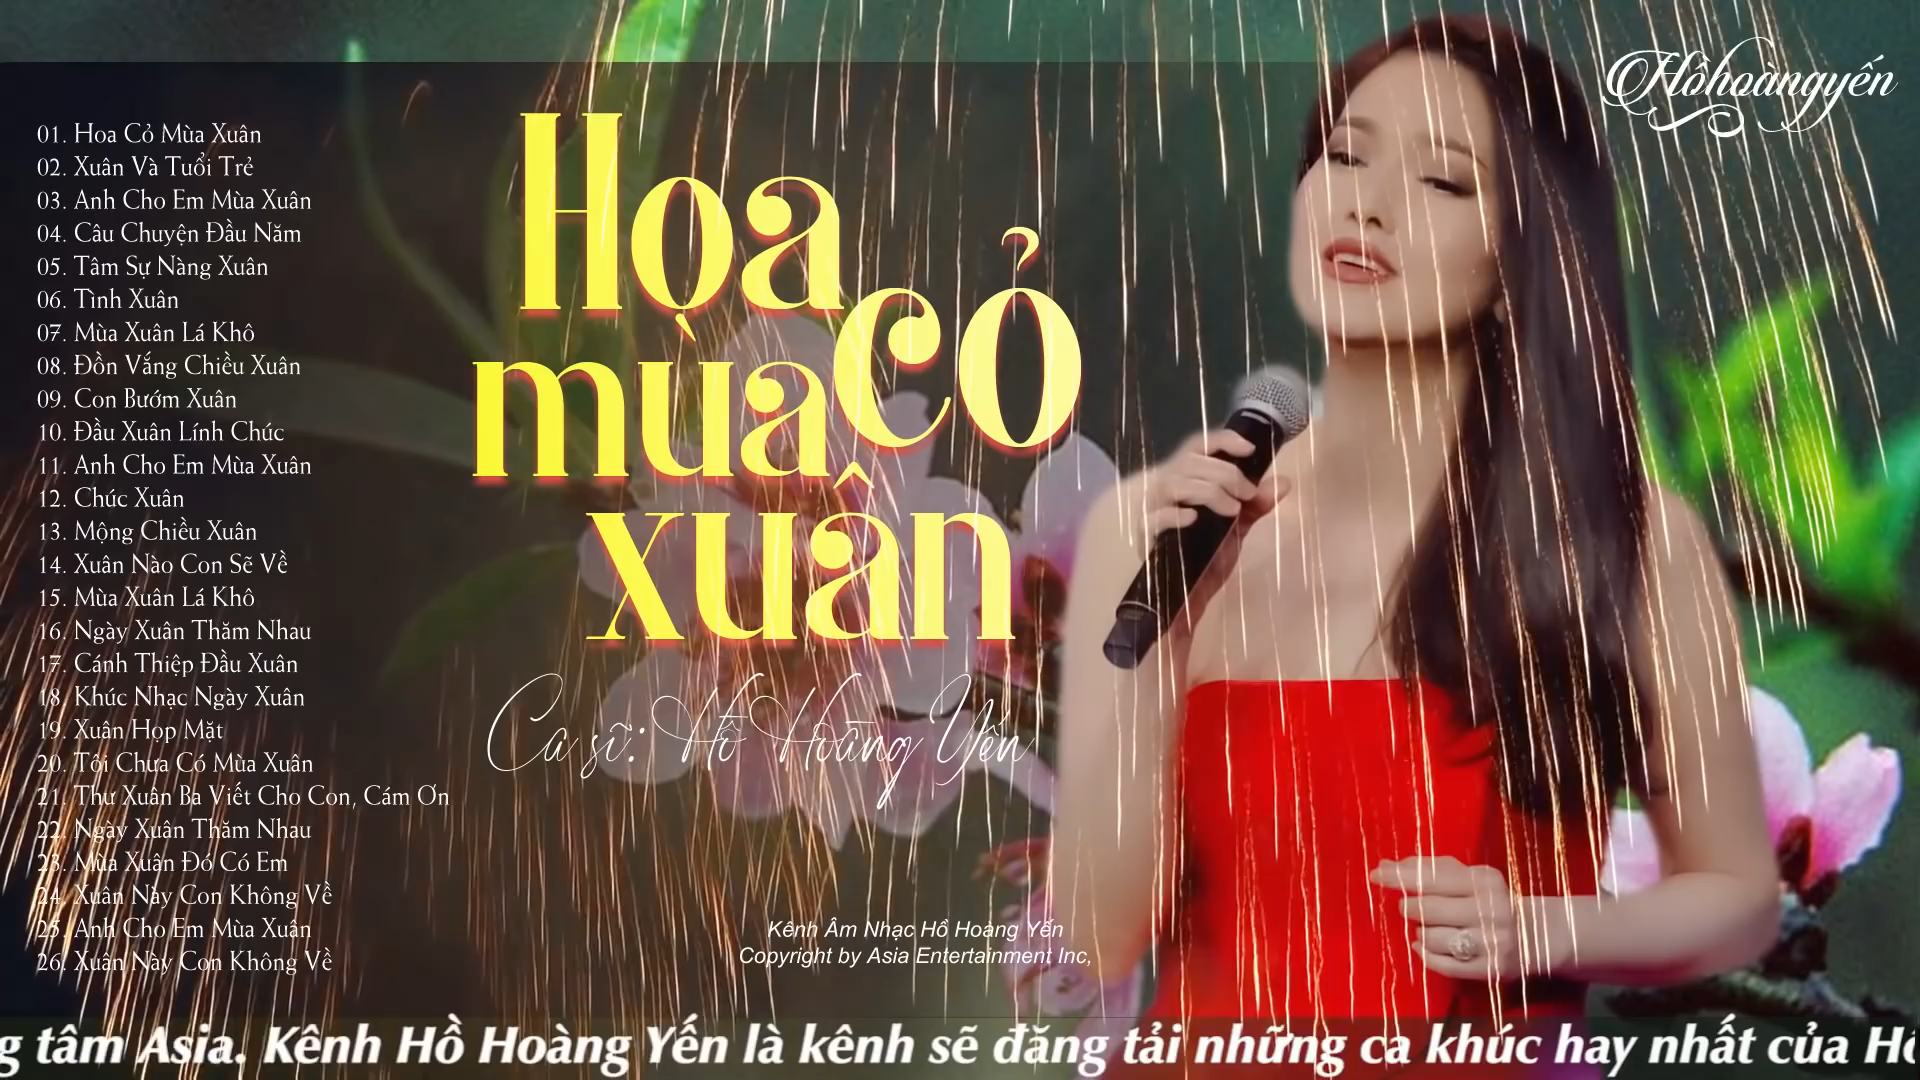 Hồhoàngyến
01. Hoa Cỏ Mùa Xuân
02. Xuân Và Tuổi Trẻ
03. Anh Cho Em Mùa Xuân
04. Câu Chuyện Đầu Năm
05. Tâm Sự Nàng Xuân
06. Tình Xuân
07. Mùa Xuân Lá Khô
08. Đồn Vắng Chiều Xuân
09. Con Bướm Xuân
10. Đầu Xuân Lính Chúc
11. Anh Cho Em Mùa Xuân
12. Chúc Xuân
13. Mộng Chiều Xuân
14. Xuân Nào Con Sẽ Về
15. Mùa Xuân Lá Khô
16. Ngày Xuân Thăm Nhau
17. Cánh Thiệp Đầu Xuân
18. Khúc Nhạc Ngày Xuân
19. Xuân Họp Mặt
20. Tôi Chưa Có Mùa Xuân
21. Thư Xuân Ba Viết Cho Con, Cám Ơn
22. Ngày Xuân Thăm Nhau
23. Mùa Xuân Đó Có Em
24. Xuân Này Con Không Về
25. Anh Cho Em Mùa Xuân
26. Xuân Này Con Không Về
Hoa
cỏ
mùa
xuân
Ca sĩ: Hồ Hoàng Yến
Kênh Âm Nhạc Hồ Hoàng Yến
Copyright by Asia Entertainment Inc,
g tâm Asia. Kênh Hồ Hoàng Yến là kênh sẽ đăng tải những ca khúc hay nhất của Hồ